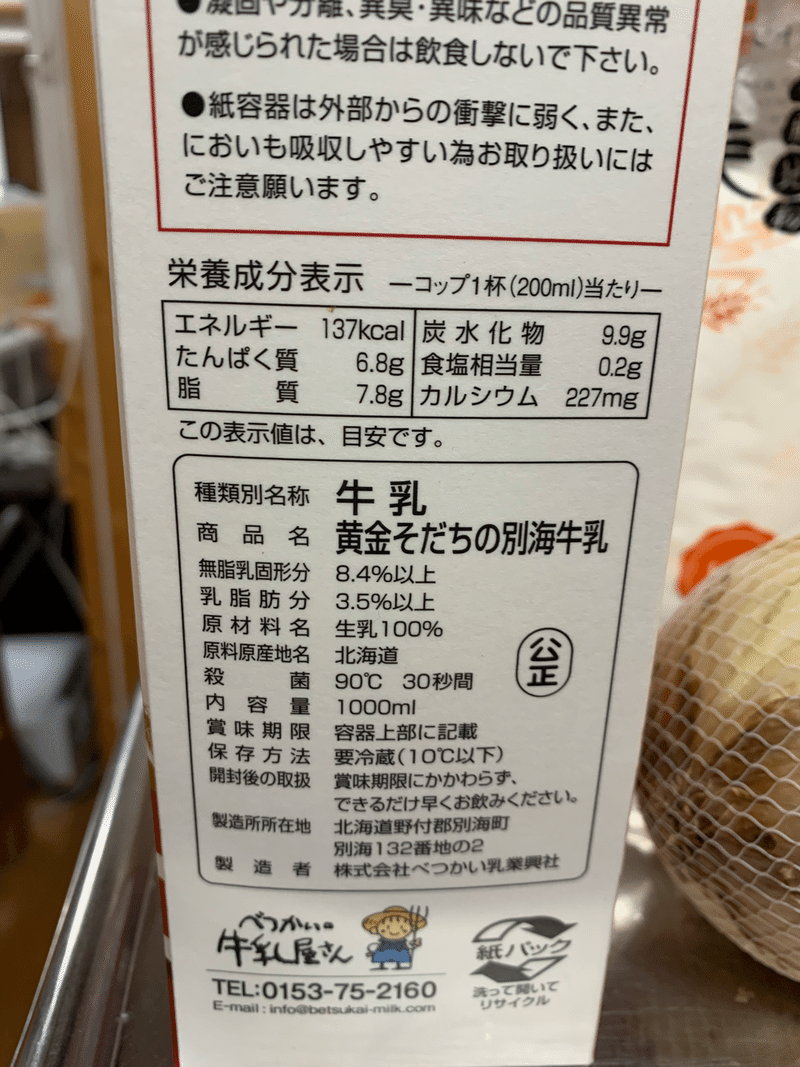 ●凝固や分離、異臭・異味などの品質異常
が感じられた場合は飲食しないで下さい。
●紙容器は外部からの衝撃に弱く、また、
においも吸収しやすい為お取り扱いには
ご注意願います。
栄養成分表示 ーコップ1杯(200ml)当たりー
エネルギー 137kcal 炭水化物 9.9g
たんぱく質 6.8g 食塩相当量 0.2g
脂質 7.8g カルシウム 227mg
この表示値は、目安です。
種類別名称 牛乳
商品名 黄金そだちの別海牛乳
無脂乳固形分 8.4%以上
乳脂肪分 3.5%以上
原材料名 生乳100%
原料原産地名 北海道
公正
殺菌 90℃ 30秒間
内容量 1000ml
賞味期限 容器上部に記載
保存方法 要冷蔵(10℃以下)
開封後の取扱 賞味期限にかかわらず、
できるだけ早くお飲みください。
製造所所在地 北海道野付郡別海町
別海132番地の2
製造者 株式会社べつかい乳業興社
べつかいの
牛乳屋さん
TEL:0153-75-2160
E-mail : info@betsukai-milk.com
紙パック
洗って開いて
リサイクル